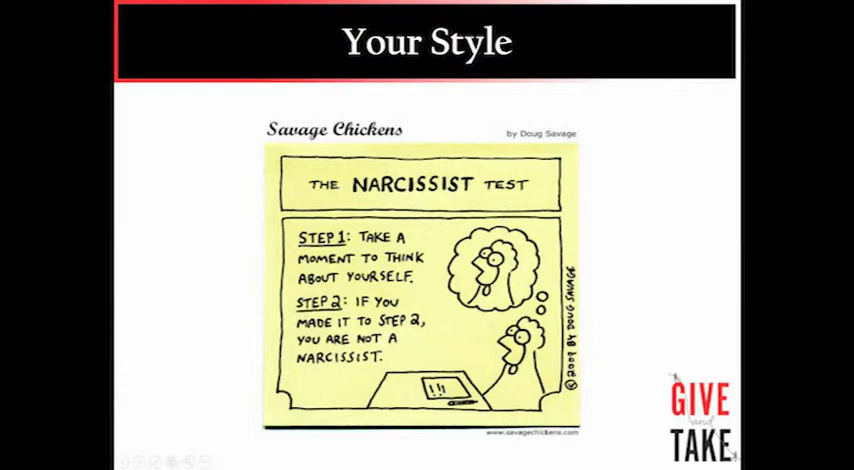 Your Style
Savage Chickens
by Doug Savage
THE NARCISSIST TEST
STEP 1: TAKE A
MOMENT TO THINK
ABOUT YOURSELF.
STEP 2: IF YOU
MADE IT TO STEP 2,
YOU ARE NOT A
NARCISSIST.
!!!
© 2009 BY DOUG SAVAGE
www.savagechickens.com
GIVE
and
TAKE